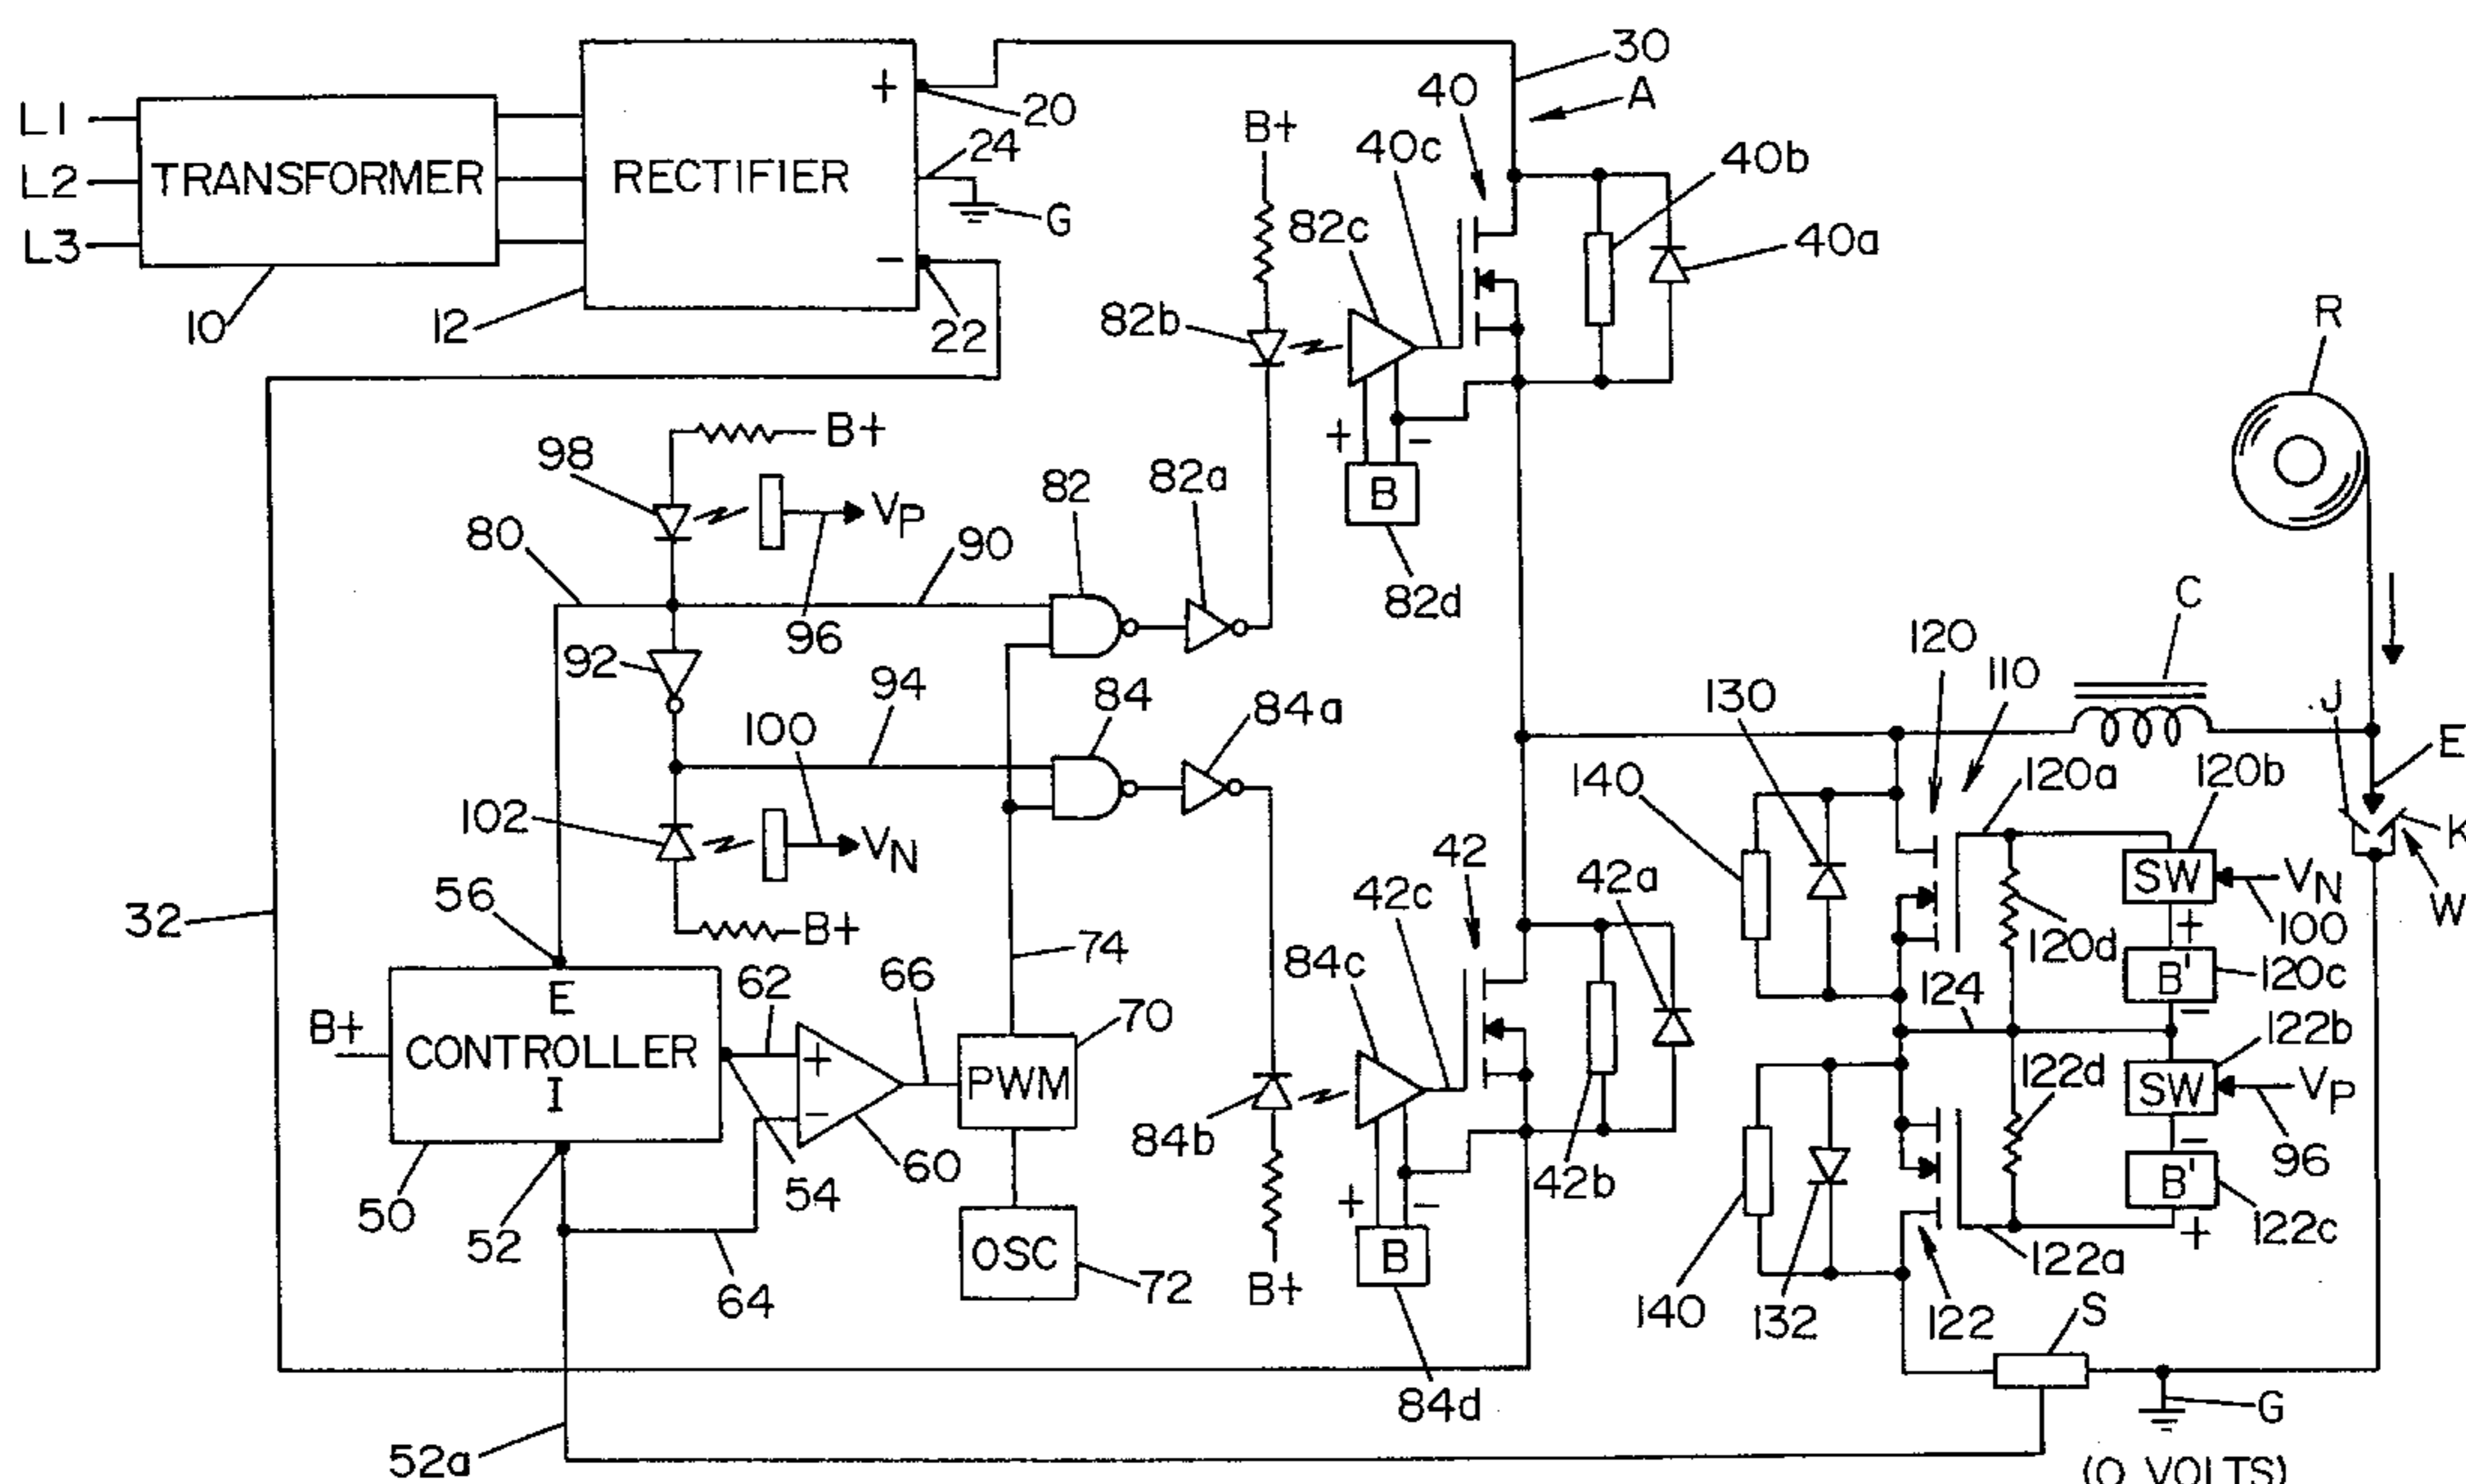 L1
L2
L3
TRANSFORMER
10
RECTIFIER
+
-
12
20
24
G
22
30
A
40
40c
40b
40a
B+
82c
82b
+
-
B
82d
R
98
B+
VP
96
80
90
82
82a
92
94
84
84a
100
VN
102
B+
32
56
E
CONTROLLER
I
B+
50
52
54
62
+
-
60
64
66
PWM
70
74
OSC
72
84b
B+
84c
42c
42
42a
42b
+
-
B
84d
C
120
110
J
E
K
W
130
140
120a
120b
SW
VN
100
120d
+
B'
120c
-
124
122b
SW
VP
96
122d
-
B'
122c
+
122a
140
132
122
S
G
(0 VOLTS)
52a